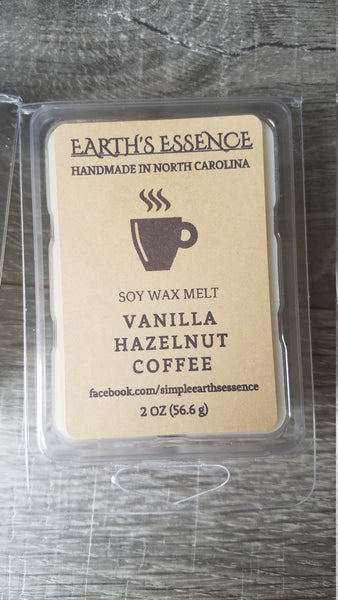 EARTH'S ESSENCE
HANDMADE IN NORTH CAROLINA
SOY WAX MELT
VANILLA
HAZELNUT
COFFEE
facebook.com/simpleearthsessence
2 OZ (56.6 g)